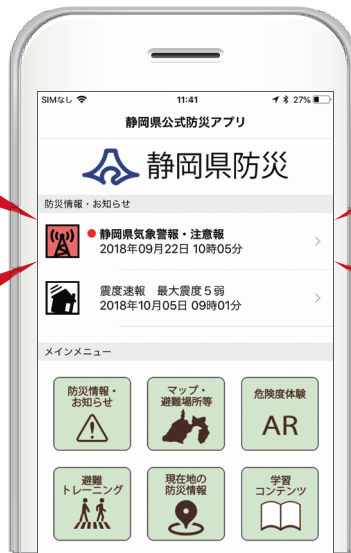 SIMなし 11:41 27%
静岡県公式防災アプリ
静岡県防災
防災情報・お知らせ
静岡県気象警報・注意報
2018年09月22日 10時05分
震度速報 最大震度5弱
2018年10月05日 09時01分
メインメニュー
防災情報・
お知らせ
マップ・
避難場所等
危険度体験
AR
避難
トレーニング
現在地の
防災情報
学習
コンテンツ